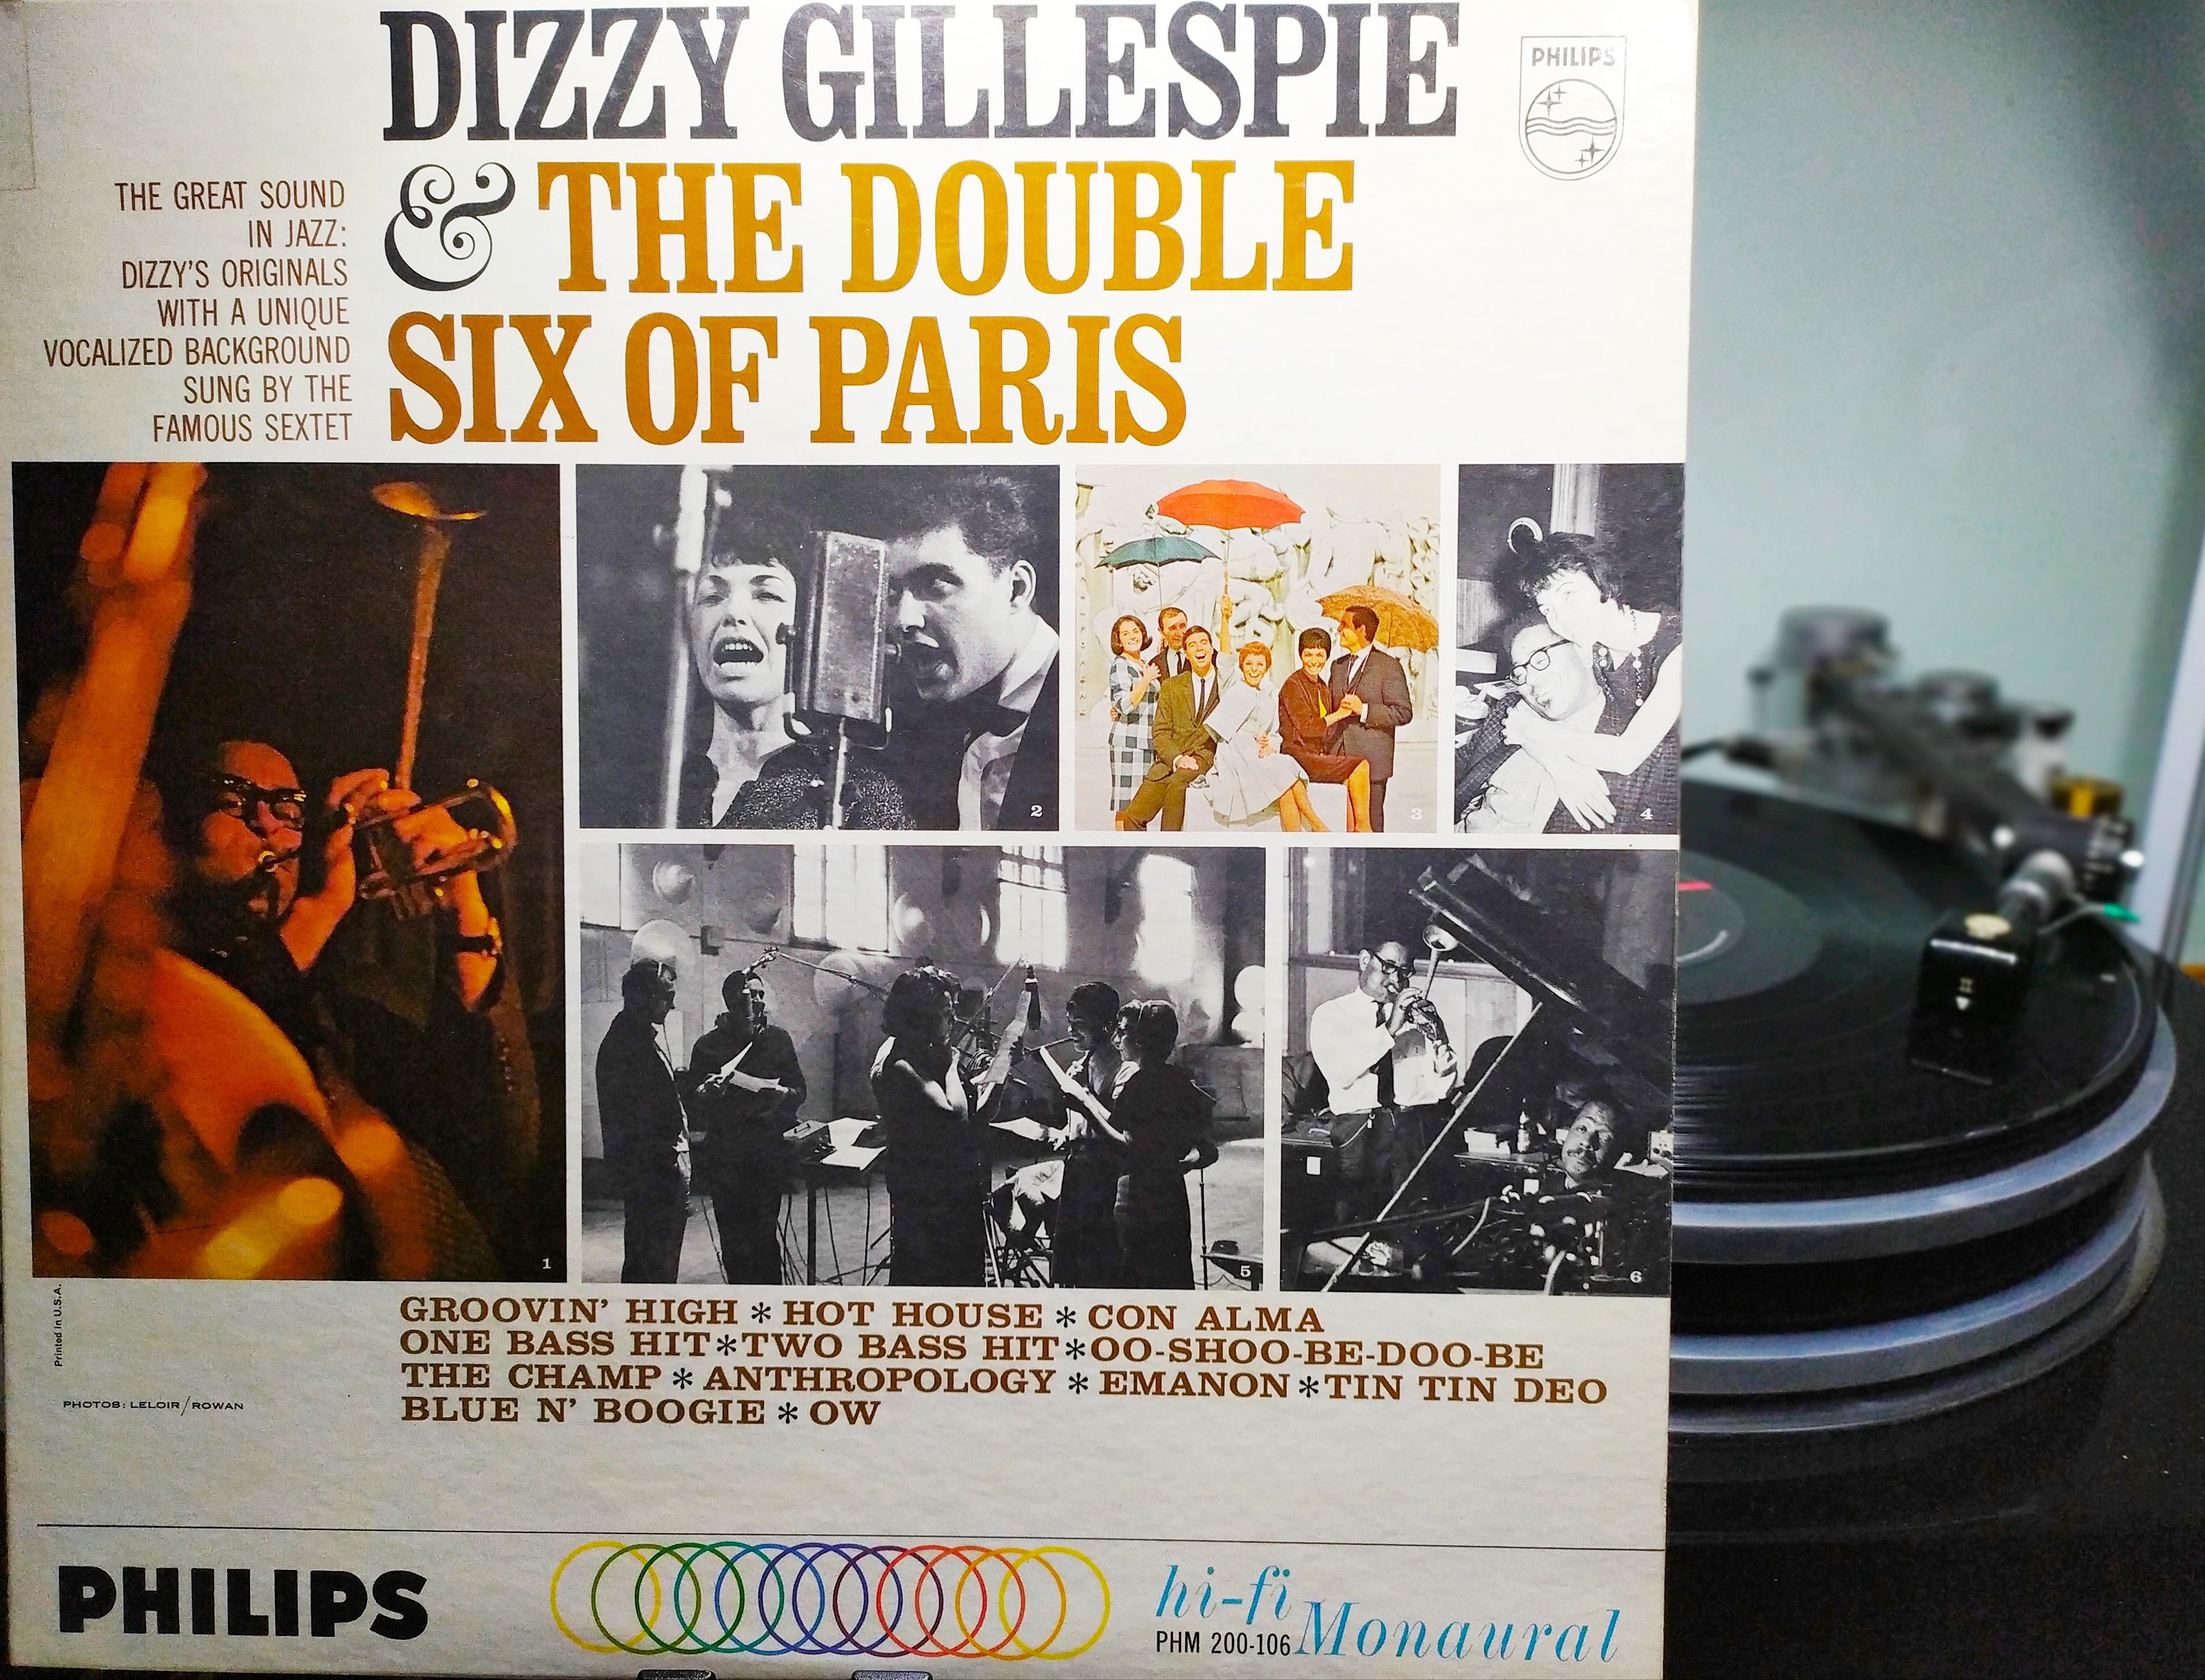 DIZZY GILLESPIE
& THE DOUBLE
SIX OF PARIS
PHILIPS
THE GREAT SOUND
IN JAZZ:
DIZZY'S ORIGINALS
WITH A UNIQUE
VOCALIZED BACKGROUND
SUNG BY THE
FAMOUS SEXTET
1
2
3
4
5
6
GROOVIN' HIGH * HOT HOUSE * CON ALMA
ONE BASS HIT * TWO BASS HIT * OO-SHOO-BE-DOO-BE
THE CHAMP * ANTHROPOLOGY * EMANON * TIN TIN DEO
BLUE N' BOOGIE * OW
Printed in U.S.A.
PHOTOS: LELOIR/ROWAN
PHILIPS
hi-fi
Monaural
PHM 200-106